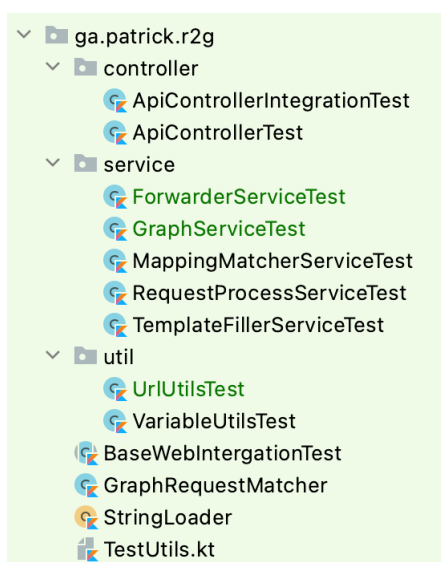 ga.patrick.r2g
controller
ApiControllerIntegrationTest
ApiControllerTest
service
ForwarderServiceTest
GraphServiceTest
MappingMatcherServiceTest
RequestProcessServiceTest
TemplateFillerServiceTest
util
UrlUtilsTest
VariableUtilsTest
BaseWebIntergationTest
GraphRequestMatcher
StringLoader
TestUtils.kt